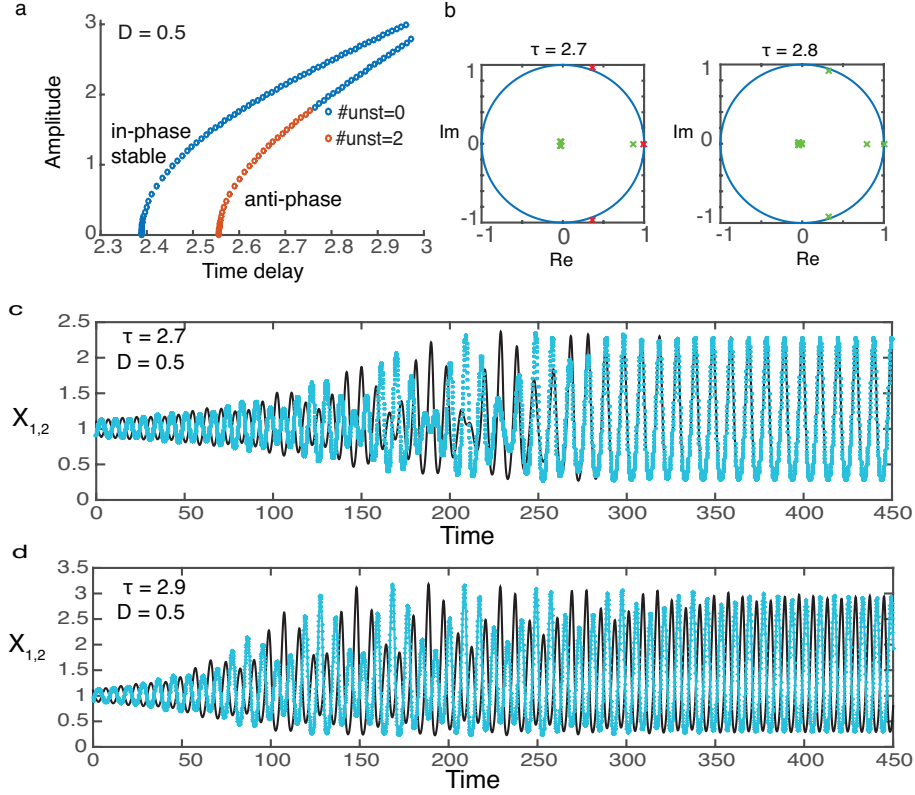 a
D = 0.5
3
2
1
0
Amplitude
in-phase
stable
anti-phase
#unst=0
#unst=2
2.3 2.4 2.5 2.6 2.7 2.8 2.9 3
Time delay
b
τ = 2.7
1
Im
0
-1
-1 0 1
Re
τ = 2.8
1
0
-1
-1 0 1
Re
c
τ = 2.7
D = 0.5
2.5
2
1.5
1
0.5
0
X1,2
0 50 100 150 200 250 300 350 400 450
Time
d
τ = 2.9
D = 0.5
3.5
3
2.5
2
1.5
1
0.5
0
X1,2
0 50 100 150 200 250 300 350 400 450
Time